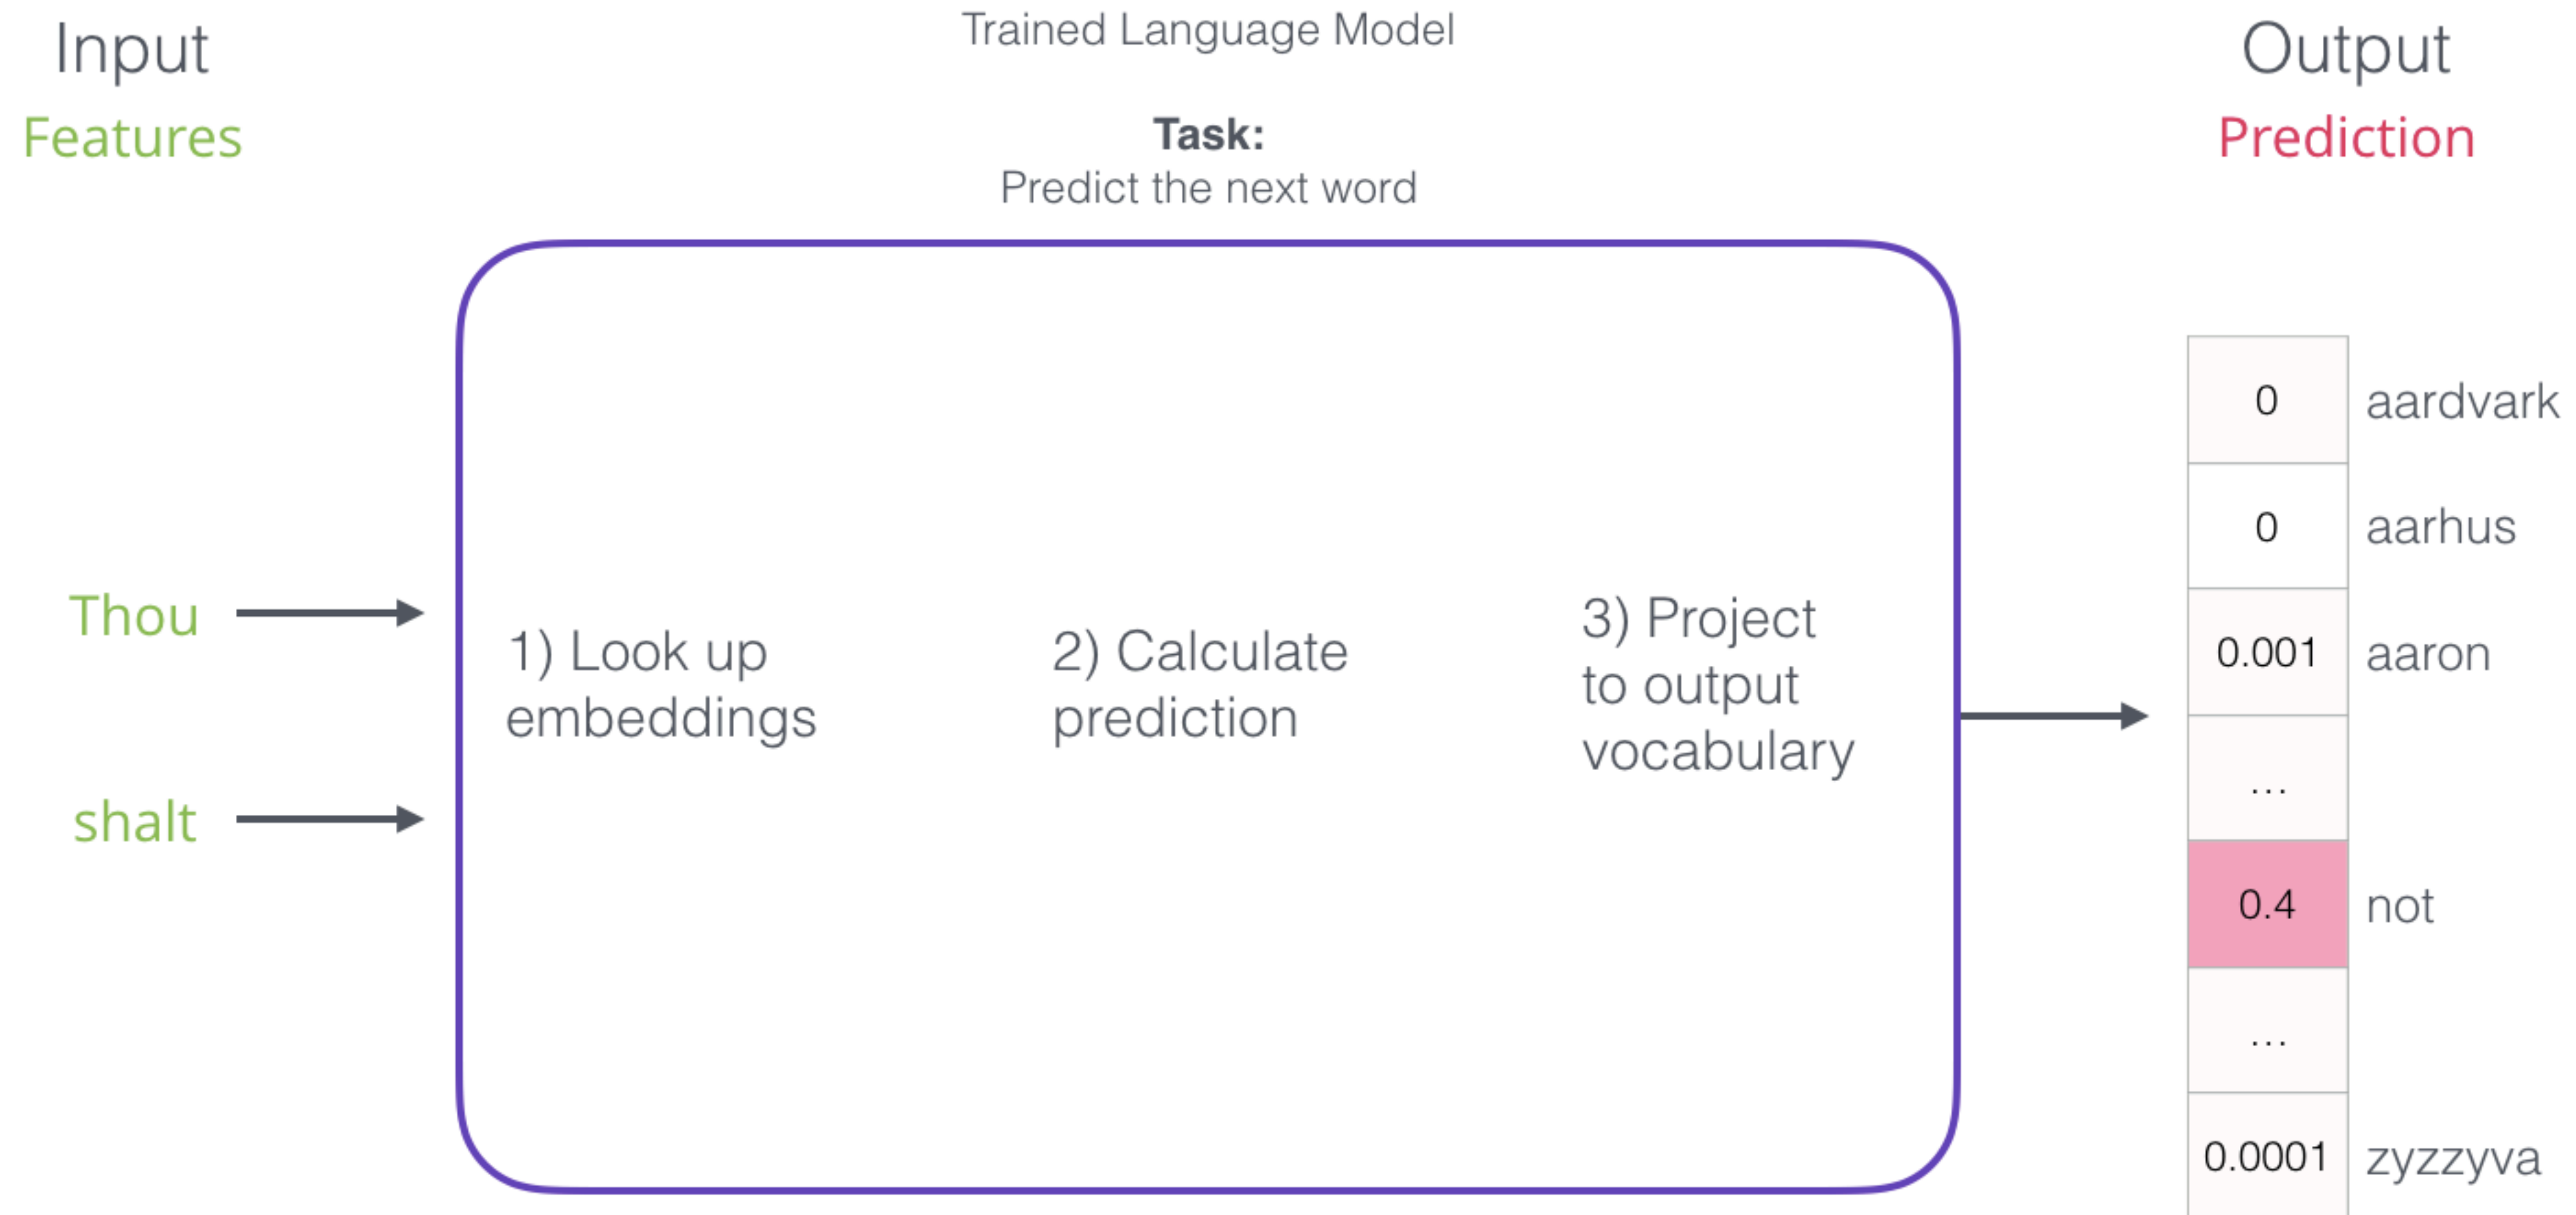 Input
Features
Trained Language Model
Task:
Predict the next word
Output
Prediction
Thou
shalt
1) Look up
embeddings
2) Calculate
prediction
3) Project
to output
vocabulary
0 aardvark
0 aarhus
0.001 aaron
...
0.4 not
...
0.0001 zyzzyva